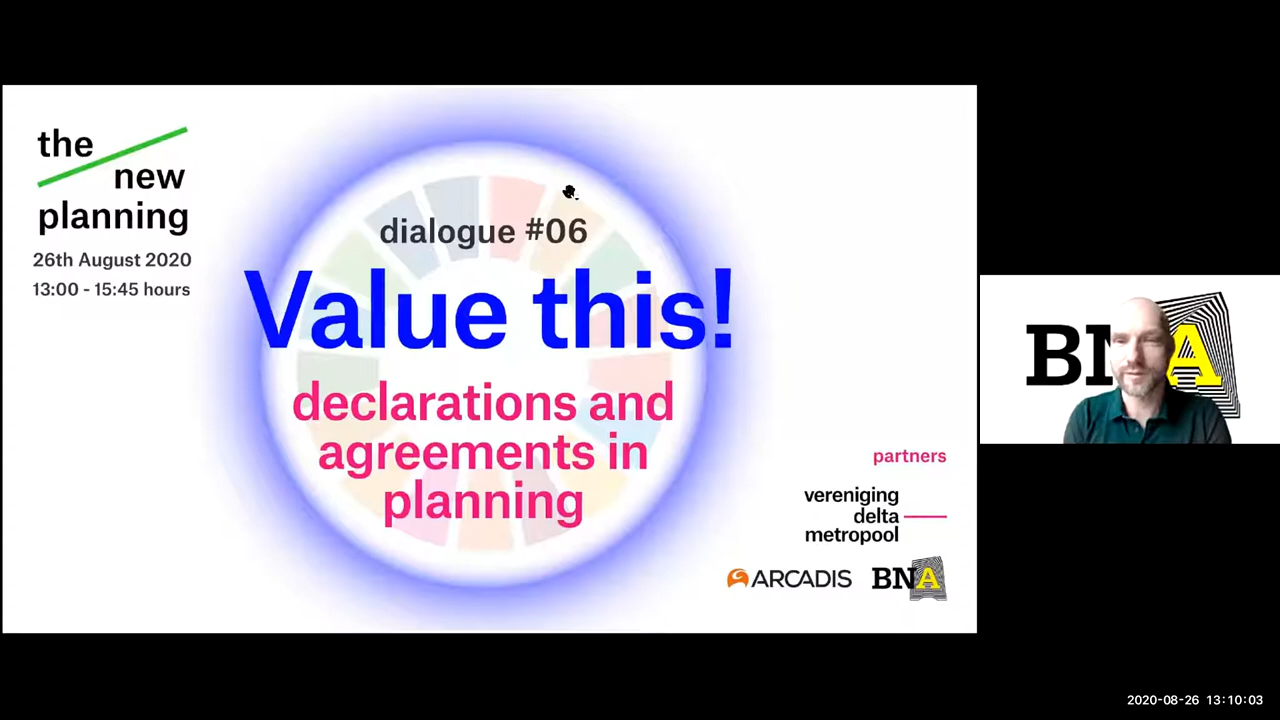 the
new
planning
26th August 2020
13:00 - 15:45 hours
dialogue #06
Value this!
declarations and
agreements in
planning
partners
vereniging
delta
metropool
ARCADIS
BNA
BNA
2020-08-26 13:10:03